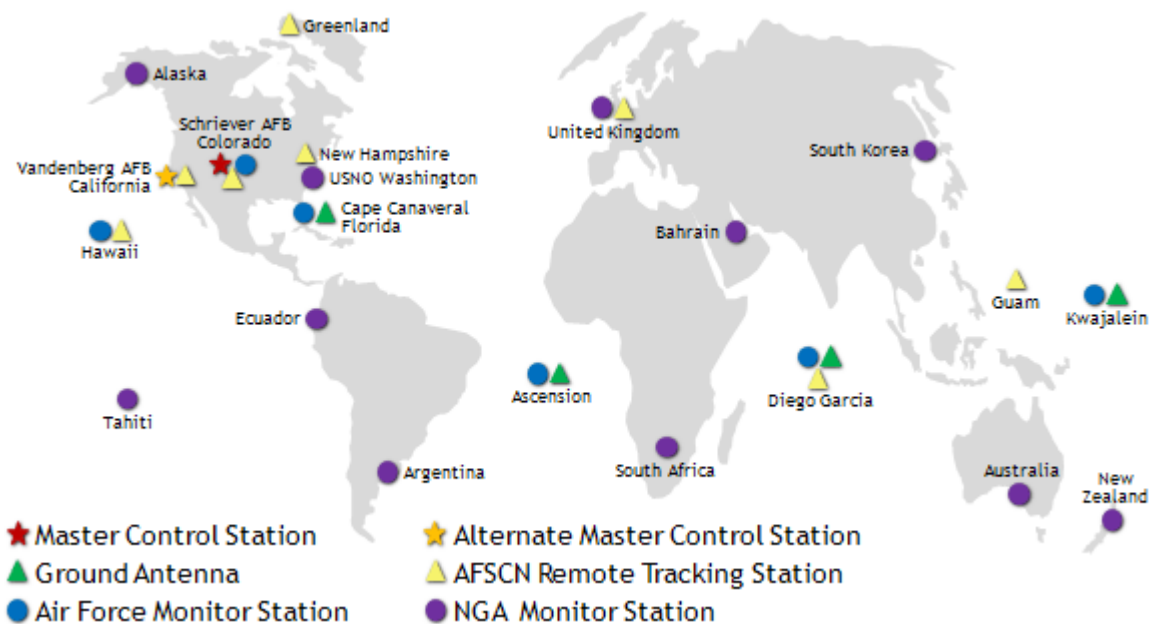 Greenland
Alaska
Schriever AFB
Colorado
United Kingdom
New Hampshire
South Korea
Vandenberg AFB
California
USNO Washington
Cape Canaveral
Florida
Bahrain
Hawaii
Guam
Kwajalein
Ecuador
Ascension
Diego Garcia
Tahiti
Argentina
South Africa
Australia
New
Zealand
Master Control Station
Alternate Master Control Station
Ground Antenna
AFSCN Remote Tracking Station
Air Force Monitor Station
NGA Monitor Station